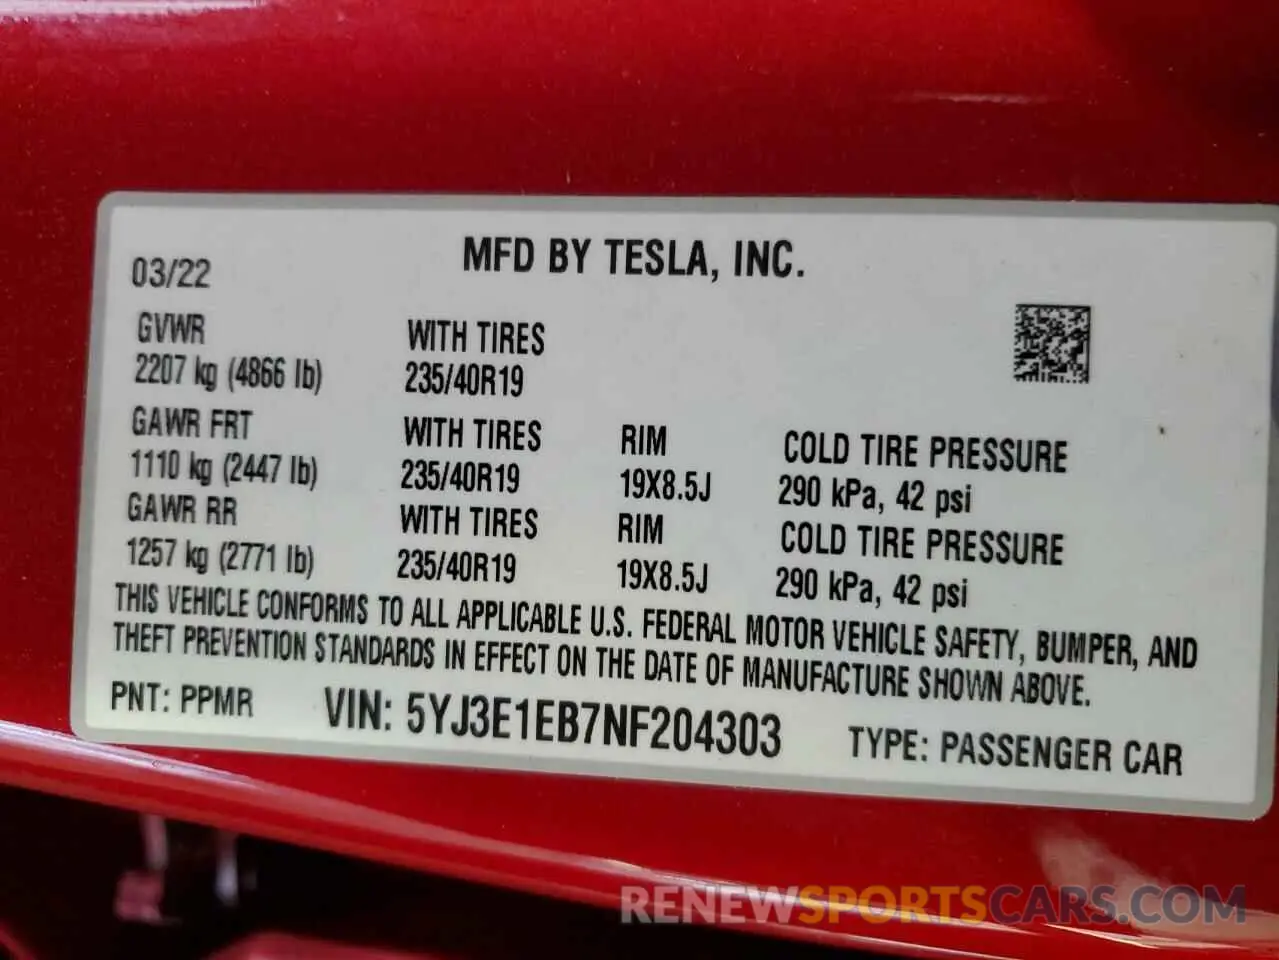 MFD BY TESLA, INC.
03/22
GVWR WITH TIRES
2207 kg (4866 lb) 235/40R19
GAWR FRT WITH TIRES RIM COLD TIRE PRESSURE
1110 kg (2447 lb) 235/40R19 19X8.5J 290 kPa, 42 psi
GAWR RR WITH TIRES RIM COLD TIRE PRESSURE
1257 kg (2771 lb) 235/40R19 19X8.5J 290 kPa, 42 psi
THIS VEHICLE CONFORMS TO ALL APPLICABLE U.S. FEDERAL MOTOR VEHICLE SAFETY, BUMPER, AND
THEFT PREVENTION STANDARDS IN EFFECT ON THE DATE OF MANUFACTURE SHOWN ABOVE.
PNT: PPMR VIN: 5YJ3E1EB7NF204303 TYPE: PASSENGER CAR
RENEWSPORTSCARS.COM